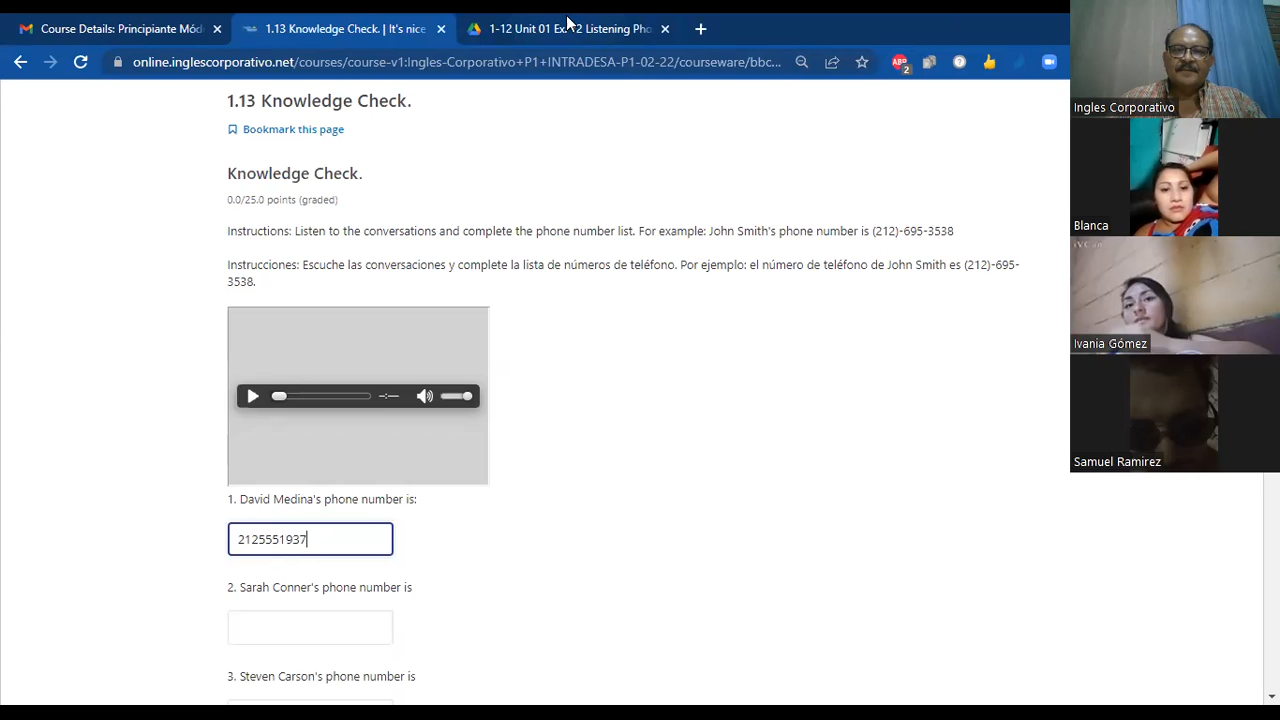 Course Details: Principiante Mód
1.13 Knowledge Check. | It's nice
1-12 Unit 01 Ex. 2 Listening Pho
online.inglescorporativo.net/courses/course-v1:Ingles-Corporativo+P1+INTRADESA-P1-02-22/courseware/bbc...
ABP
2
1.13 Knowledge Check.
Bookmark this page
Knowledge Check.
0.0/25.0 points (graded)
Instructions: Listen to the conversations and complete the phone number list. For example: John Smith's phone number is (212)-695-3538
Instrucciones: Escuche las conversaciones y complete la lista de números de teléfono. Por ejemplo: el número de teléfono de John Smith es (212)-695-
3538.
-:--
1. David Medina's phone number is:
2125551937
2. Sarah Conner's phone number is
3. Steven Carson's phone number is
Ingles Corporativo
Blanca
Ivania Gómez
Samuel Ramirez